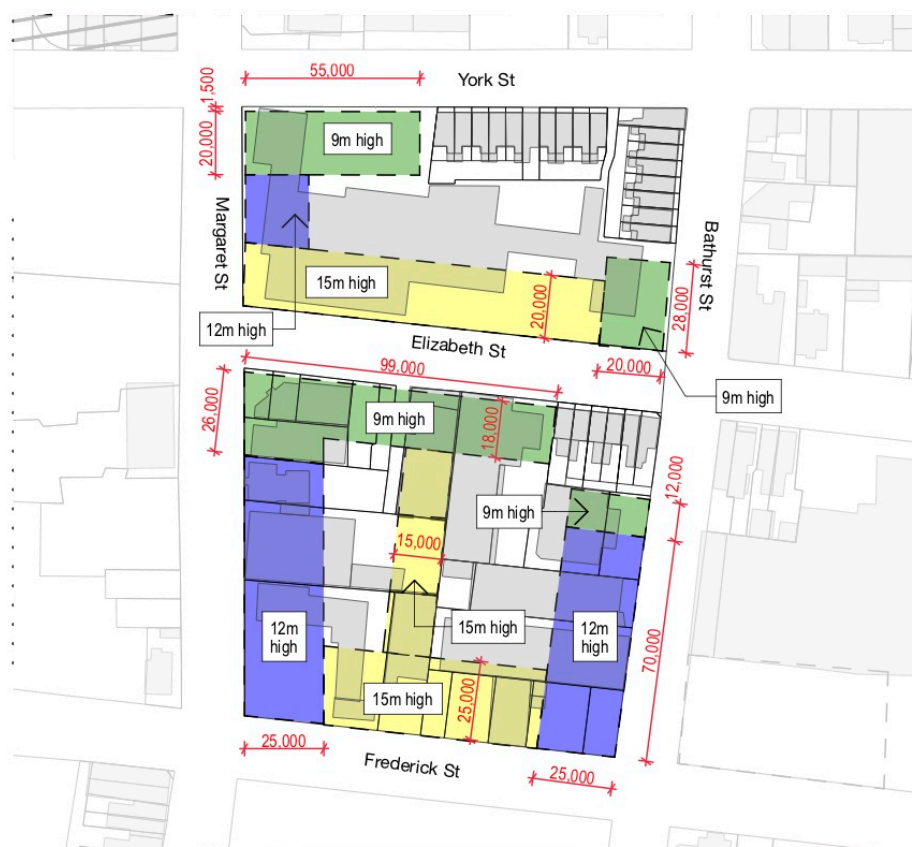 55,000
York St
1,500
20,000
9m high
Margaret St
Bathurst St
15m high
20,000
28,000
12m high
Elizabeth St
20,000
99,000
9m high
26,000
9m high
18,000
12,000
9m high
15,000
12m
high
15m high
12m
high
70,000
15m high
25,000
25,000
Frederick St
25,000